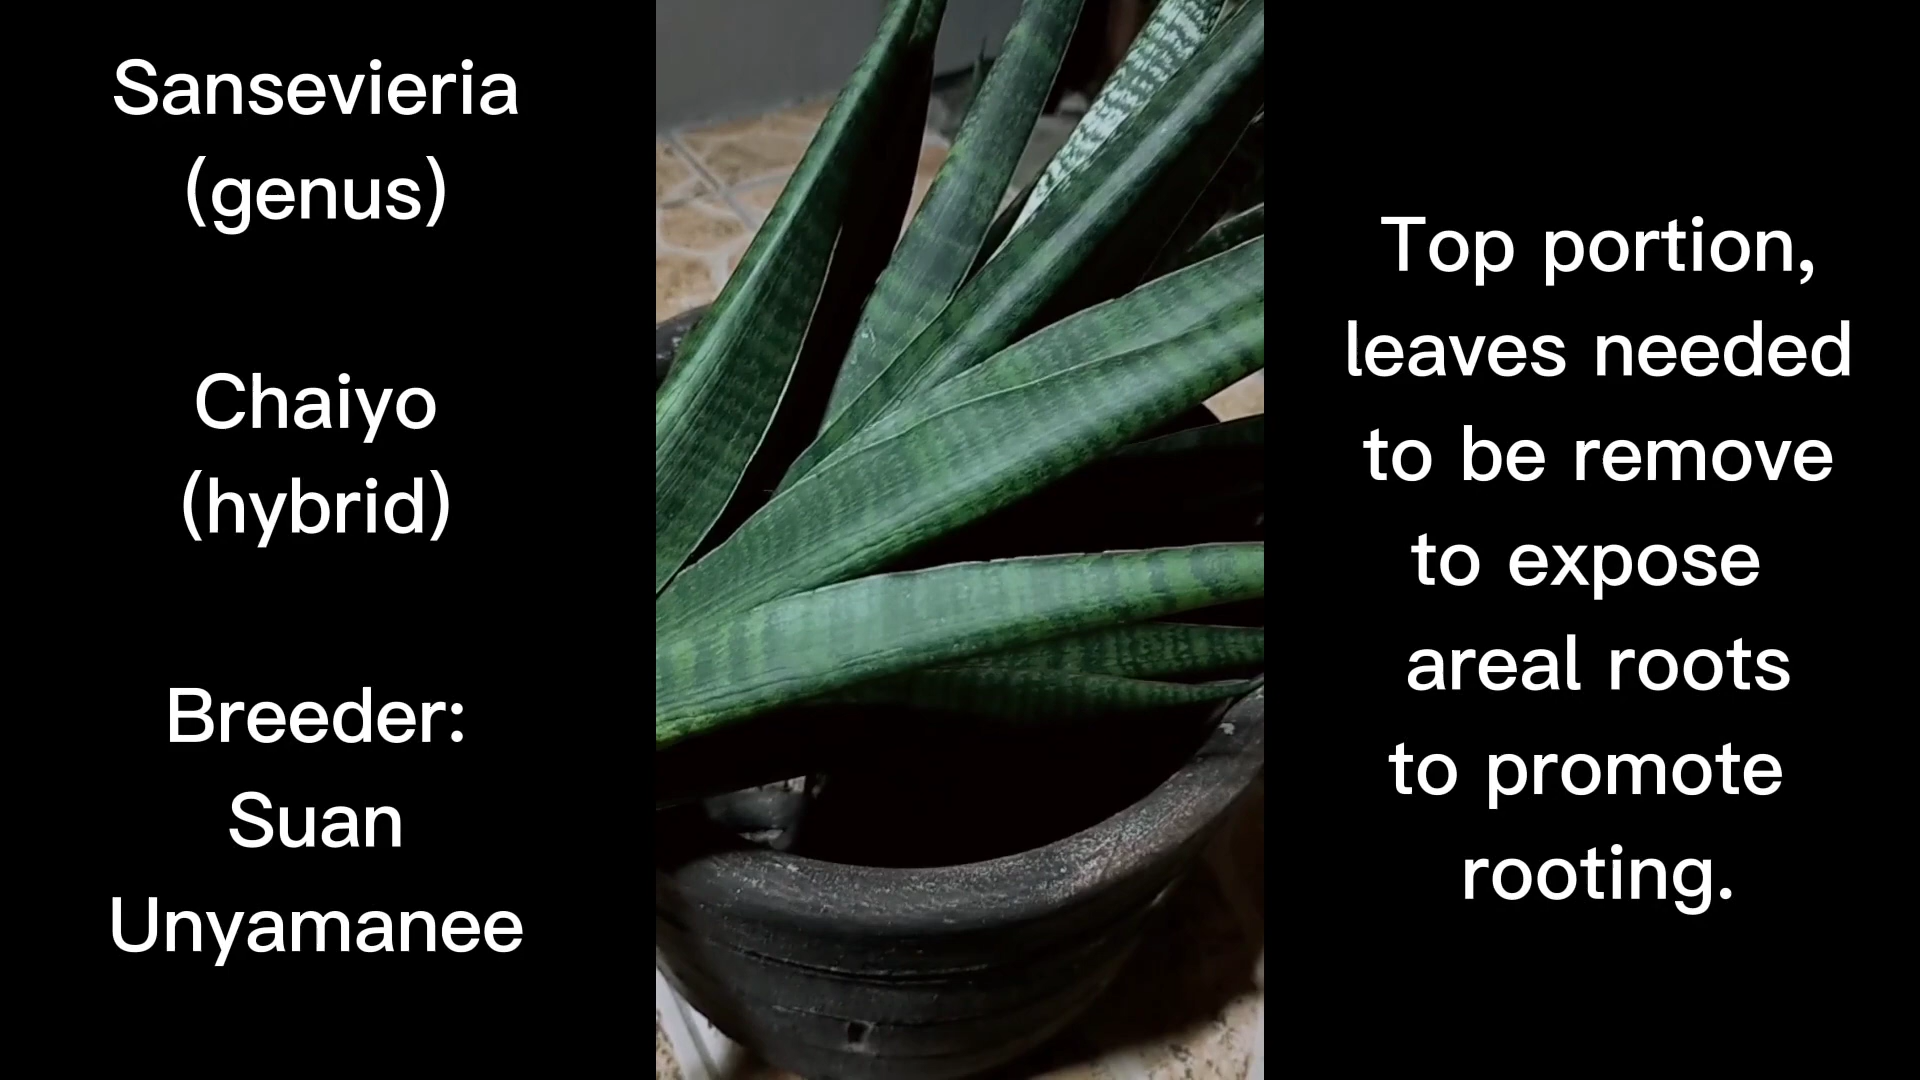 Sansevieria
(genus)
Chaiyo
(hybrid)
Breeder:
Suan
Unyamanee
Top portion,
leaves needed
to be remove
to expose
areal roots
to promote
rooting.